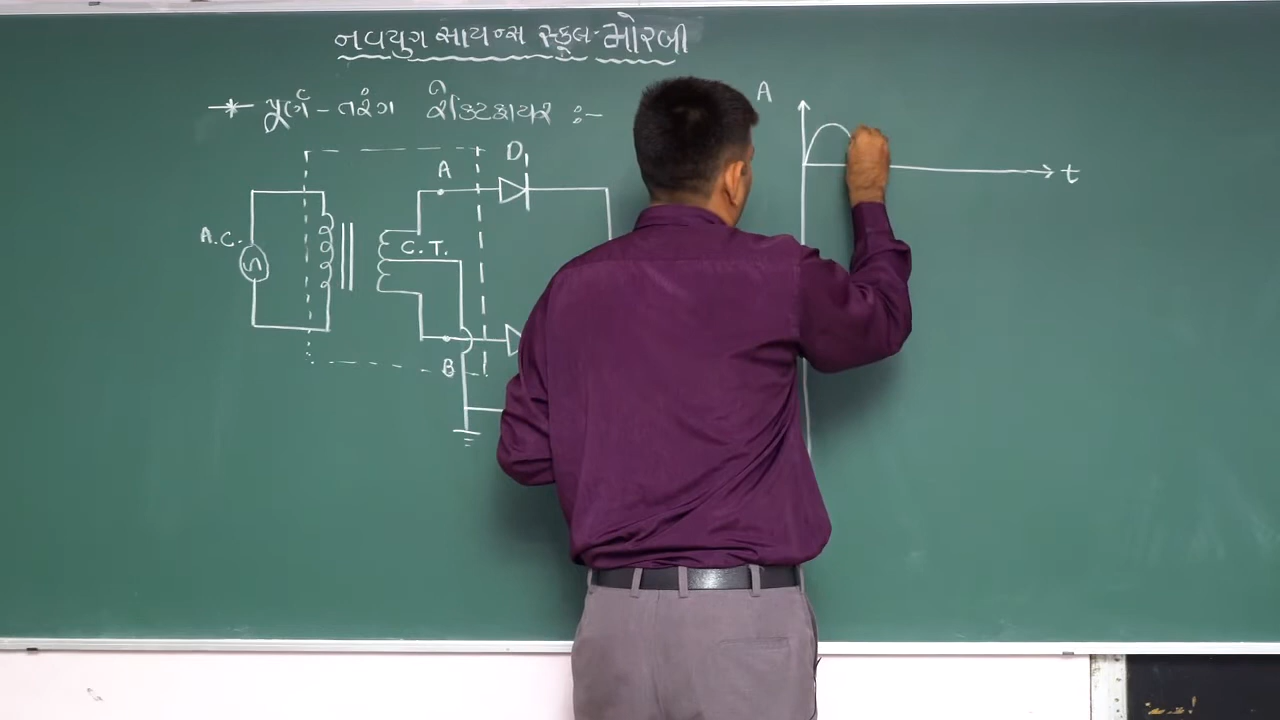 નવયુગ સાયન્સ સ્કૂલ-મોરબી
* પૂર્ણ - તરંગ રેક્ટિફાયર :-
A
D₁
A
A.C.
C.T.
B
t